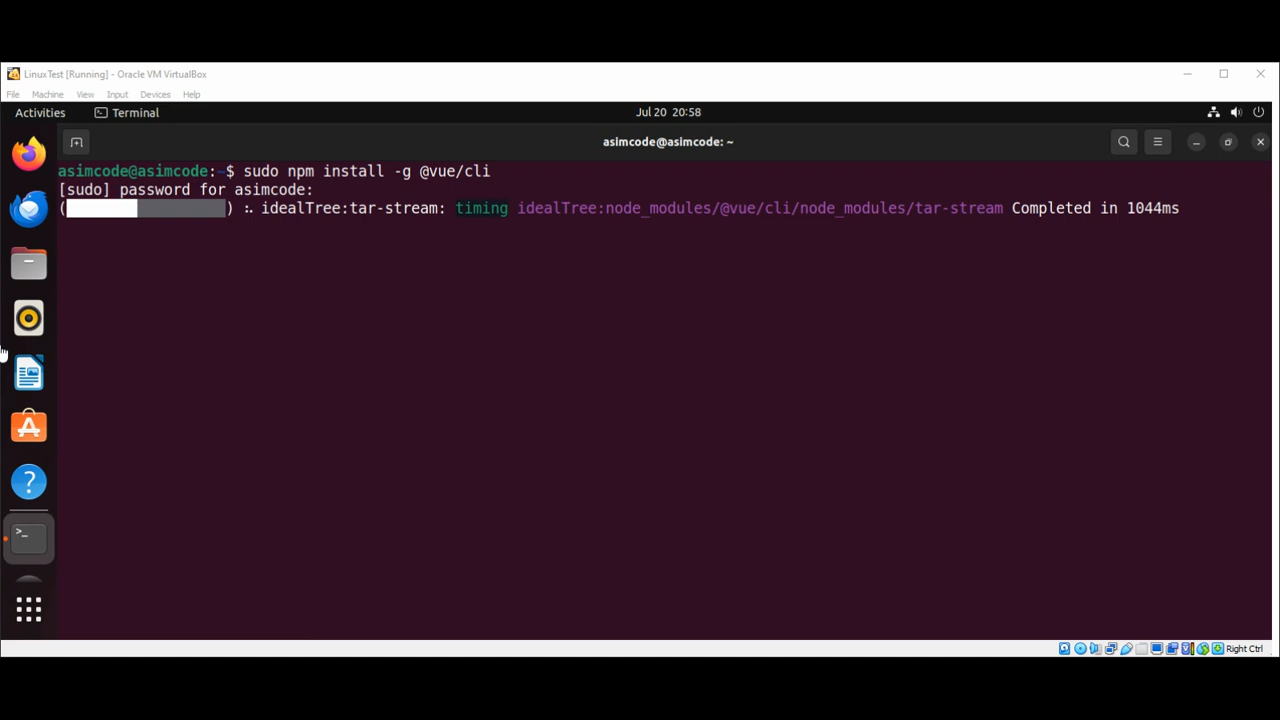 LinuxTest [Running] - Oracle VM VirtualBox
File Machine View Input Devices Help
Activities Terminal Jul 20 20:58
asimcode@asimcode: ~
asimcode@asimcode:~$ sudo npm install -g @vue/cli
[sudo] password for asimcode:
( ) ⠦ idealTree:tar-stream: timing idealTree:node_modules/@vue/cli/node_modules/tar-stream Completed in 1044ms
Right Ctrl